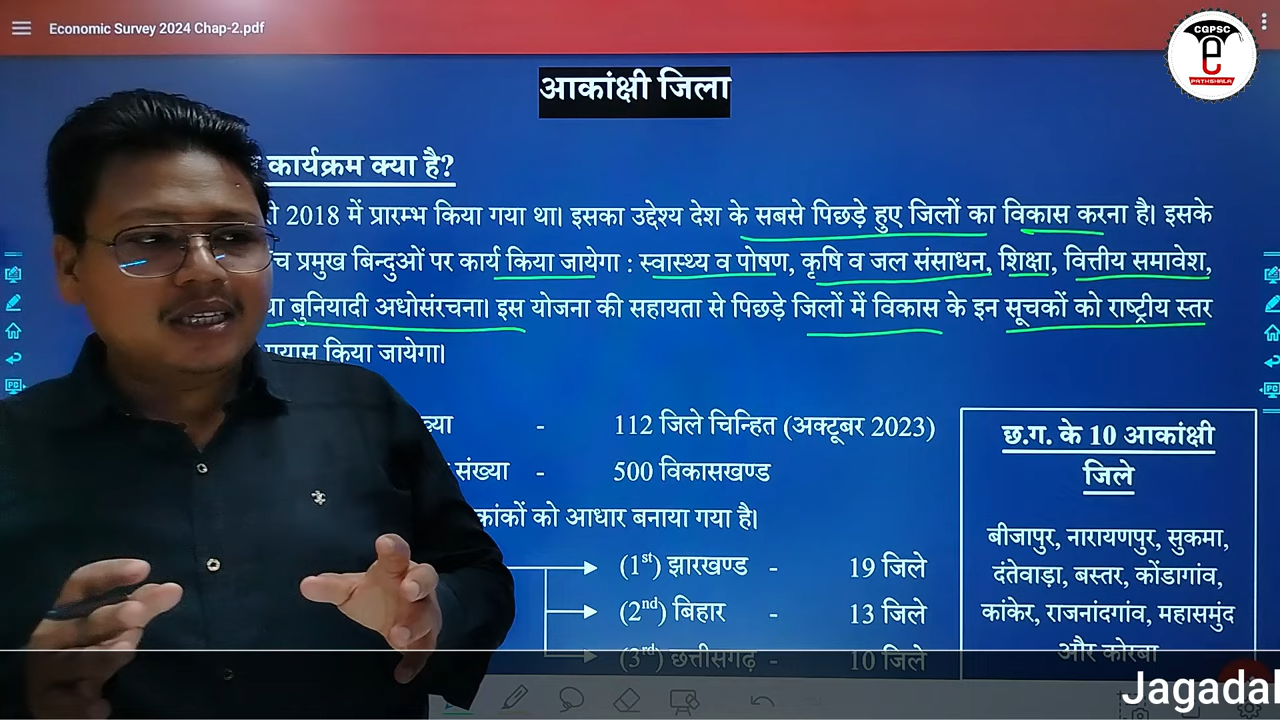 Economic Survey 2024 Chap-2.pdf
CGPSC
e
PATHSHALA
आकांक्षी जिला
कार्यक्रम क्या है?
2018 में प्रारम्भ किया गया था। इसका उद्देश्य देश के सबसे पिछड़े हुए जिलों का विकास करना है। इसके
प्रमुख बिन्दुओं पर कार्य किया जायेगा : स्वास्थ्य व पोषण, कृषि व जल संसाधन, शिक्षा, वित्तीय समावेश,
बुनियादी अधोसंरचना। इस योजना की सहायता से पिछड़े जिलों में विकास के इन सूचकों को राष्ट्रीय स्तर
किया जायेगा।
- 112 जिले चिन्हित (अक्टूबर 2023)
संख्या - 500 विकासखण्ड
को आधार बनाया गया है।
(1st) झारखण्ड - 19 जिले
(2nd) बिहार - 13 जिले
(3rd) छत्तीसगढ़ - 10 जिले
छ.ग. के 10 आकांक्षी
जिले
बीजापुर, नारायणपुर, सुकमा,
दंतेवाड़ा, बस्तर, कोंडागांव,
कांकेर, राजनांदगांव, महासमुंद
और कोरबा
Jagadal